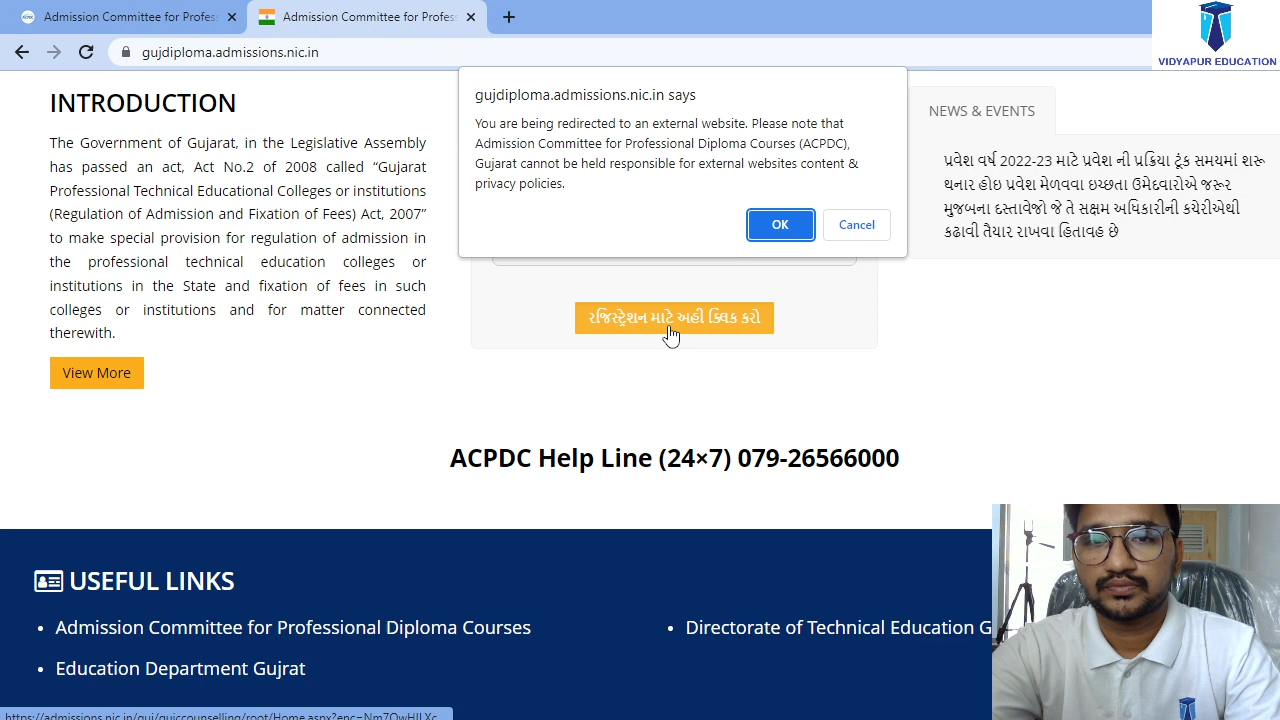 Admission Committee for Profes
Admission Committee for Profes
gujdiploma.admissions.nic.in
VIDYAPUR EDUCATION
INTRODUCTION
The Government of Gujarat, in the Legislative Assembly
has passed an act, Act No.2 of 2008 called “Gujarat
Professional Technical Educational Colleges or institutions
(Regulation of Admission and Fixation of Fees) Act, 2007”
to make special provision for regulation of admission in
the professional technical education colleges or
institutions in the State and fixation of fees in such
colleges or institutions and for matter connected
therewith.
View More
gujdiploma.admissions.nic.in says
You are being redirected to an external website. Please note that
Admission Committee for Professional Diploma Courses (ACPDC),
Gujarat cannot be held responsible for external websites content &
privacy policies.
OK
Cancel
રજિસ્ટ્રેશન માટે અહી ક્લિક કરો
NEWS & EVENTS
પ્રવેશ વર્ષ 2022-23 માટે પ્રવેશ ની પ્રક્રિયા ટૂંક સમયમાં શરૂ
થનાર હોઇ પ્રવેશ મેળવવા ઇચ્છતા ઉમેદવારોએ જરૂર
મુજબના દસ્તાવેજો જે તે સક્ષમ અધિકારીની કચેરીએથી
કઢાવી તૈયાર રાખવા હિતાવહ છે
ACPDC Help Line (24×7) 079-26566000
USEFUL LINKS
Admission Committee for Professional Diploma Courses
Directorate of Technical Education G
Education Department Gujrat